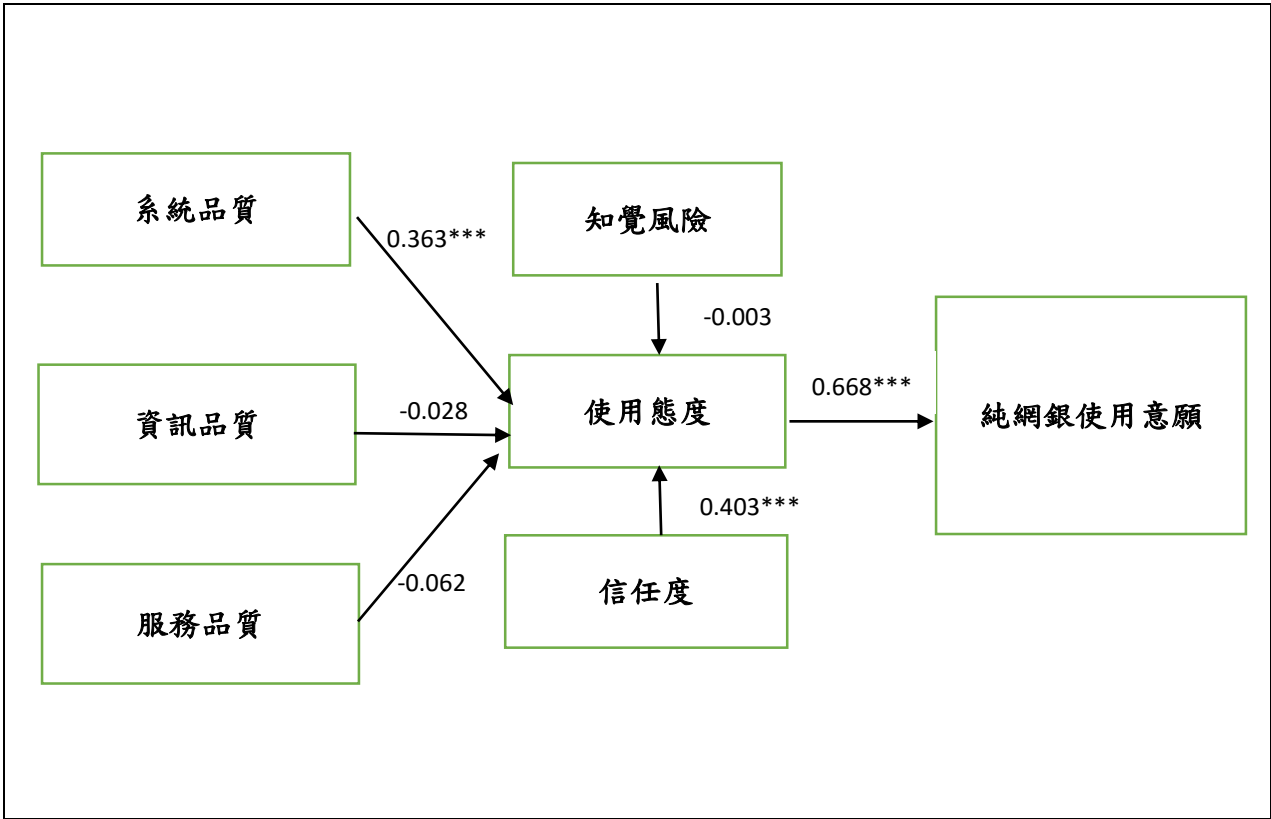 系統品質
知覺風險
0.363***
-0.003
資訊品質
-0.028
使用態度
0.668***
純網銀使用意願
0.403***
服務品質
-0.062
信任度